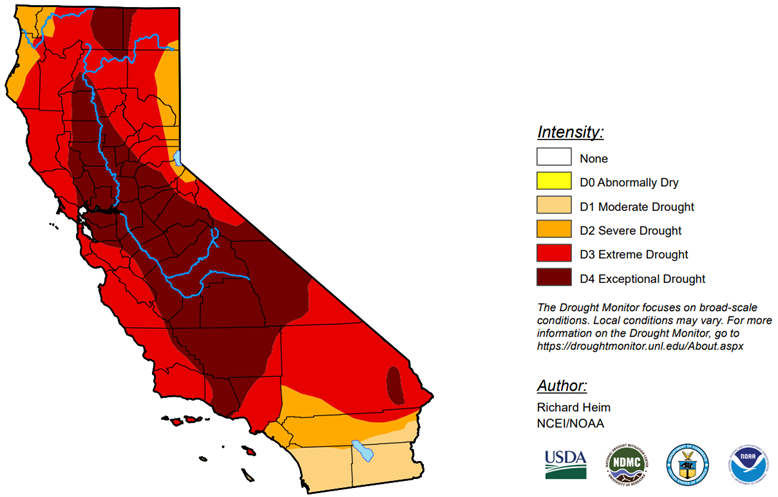 Intensity:
None
D0 Abnormally Dry
D1 Moderate Drought
D2 Severe Drought
D3 Extreme Drought
D4 Exceptional Drought
The Drought Monitor focuses on broad-scale
conditions. Local conditions may vary. For more
information on the Drought Monitor, go to
https://droughtmonitor.unl.edu/About.aspx
Author:
Richard Heim
NCEI/NOAA
USDA
NDMC
NOAA